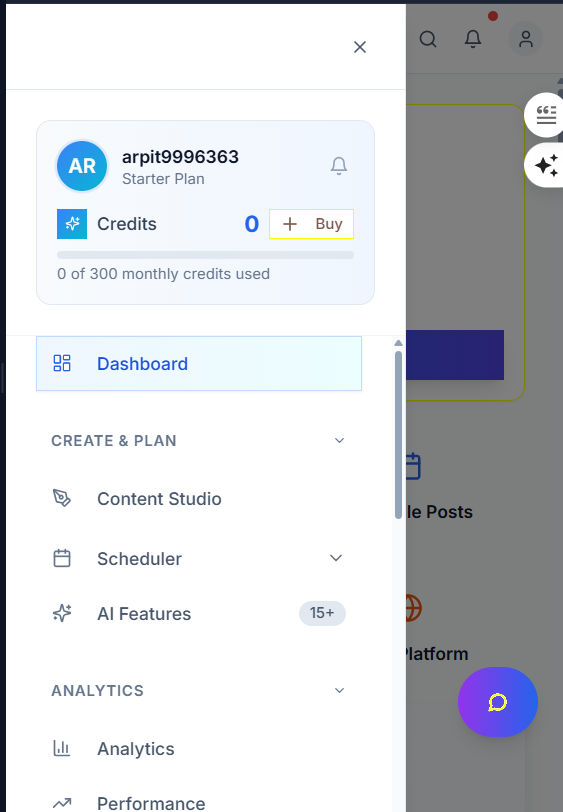 AR
arpit9996363
Starter Plan
Credits
0
Buy
0 of 300 monthly credits used
Dashboard
CREATE & PLAN
Content Studio
Scheduler
AI Features
15+
ANALYTICS
Analytics
Performance
le Posts
Platform